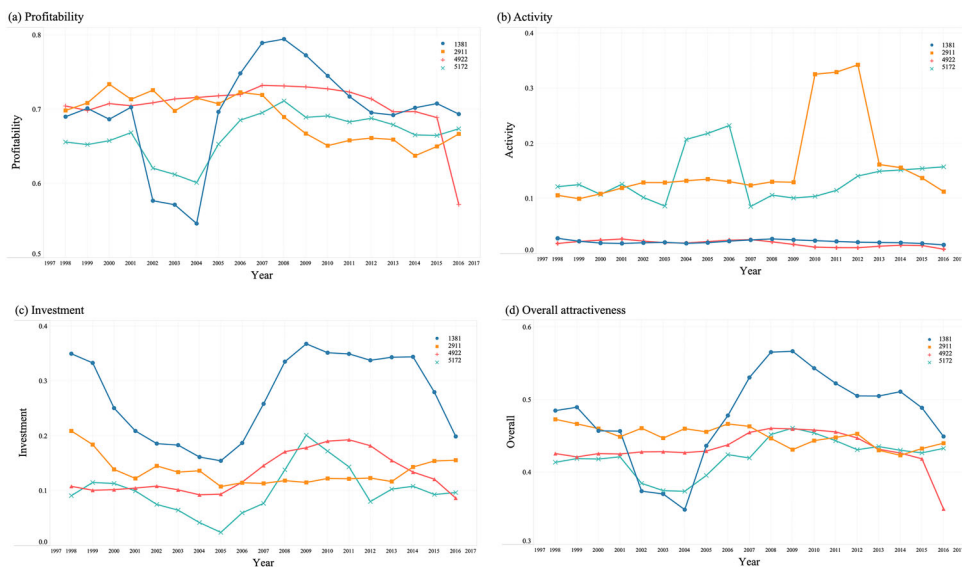 (a) Profitability
0.8
0.7
0.6
0.5
Profitability
1381
2911
4922
5172
1997 1998 1999 2000 2001 2002 2003 2004 2005 2006 2007 2008 2009 2010 2011 2012 2013 2014 2015 2016 2017
Year
(b) Activity
0.4
0.3
0.2
0.1
0.0
Activity
1381
2911
4922
5172
1997 1998 1999 2000 2001 2002 2003 2004 2005 2006 2007 2008 2009 2010 2011 2012 2013 2014 2015 2016 201
Year
(c) Investment
0.4
0.3
0.2
0.1
0.0
Investment
1381
2911
4922
5172
1997 1998 1999 2000 2001 2002 2003 2004 2005 2006 2007 2008 2009 2010 2011 2012 2013 2014 2015 2016 2017
Year
(d) Overall attractiveness
0.6
0.5
0.4
0.3
Overall
1381
2911
4922
5172
1997 1998 1999 2000 2001 2002 2003 2004 2005 2006 2007 2008 2009 2010 2011 2012 2013 2014 2015 2016 201
Year